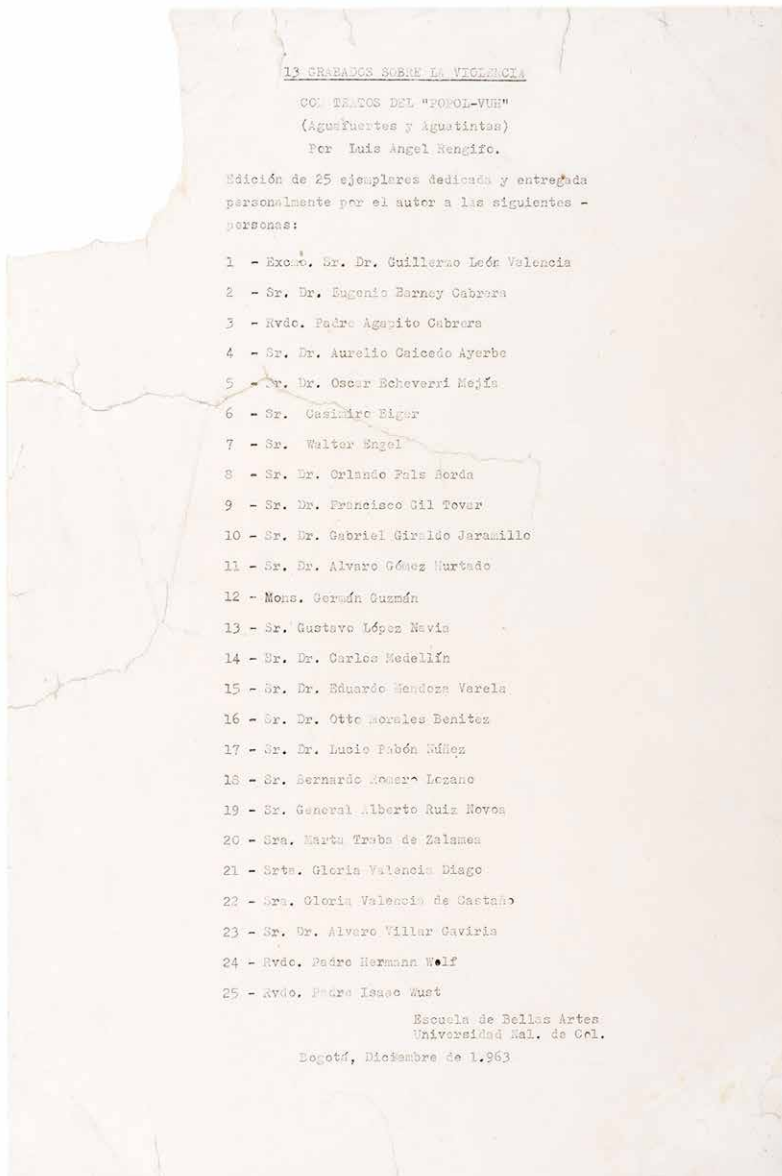 13 GRABADOS SOBRE LA VIOLENCIA
CON TEXTOS DEL "POPOL-VUH"
(Aguafuertes y Aguatintas)
Por Luis Angel Rengifo.
Edición de 25 ejemplares dedicada y entregada
personalmente por el autor a las siguientes -
personas:
1 - Excmo. Sr. Dr. Guillermo León Valencia
2 - Sr. Dr. Eugenio Barney Cabrera
3 - Rvdo. Padre Agapito Cabrera
4 - Sr. Dr. Aurelio Caicedo Ayerbe
5 - Sr. Dr. Oscar Echeverri Mejía
6 - Sr. Casimiro Eiger
7 - Sr. Walter Engel
8 - Sr. Dr. Orlando Fals Borda
9 - Sr. Dr. Francisco Gil Tovar
10 - Sr. Dr. Gabriel Giraldo Jaramillo
11 - Sr. Dr. Alvaro Gómez Hurtado
12 - Mons. Germán Guzmán
13 - Sr. Gustavo López Navia
14 - Sr. Dr. Carlos Medellín
15 - Sr. Dr. Eduardo Mendoza Varela
16 - Sr. Dr. Otto Morales Benitez
17 - Sr. Dr. Lucio Pabón Núñez
18 - Sr. Bernardo Romero Lozano
19 - Sr. General Alberto Ruiz Novoa
20 - Sra. Marta Traba de Zalamea
21 - Srta. Gloria Valencia Diago
22 - Sra. Gloria Valencia de Castaño
23 - Sr. Dr. Alvaro Villar Gaviria
24 - Rvdo. Padre Hermann Wolf
25 - Rvdo. Padre Isaac Wust
Escuela de Bellas Artes
Universidad Nal. de Col.
Bogotá, Diciembre de 1.963